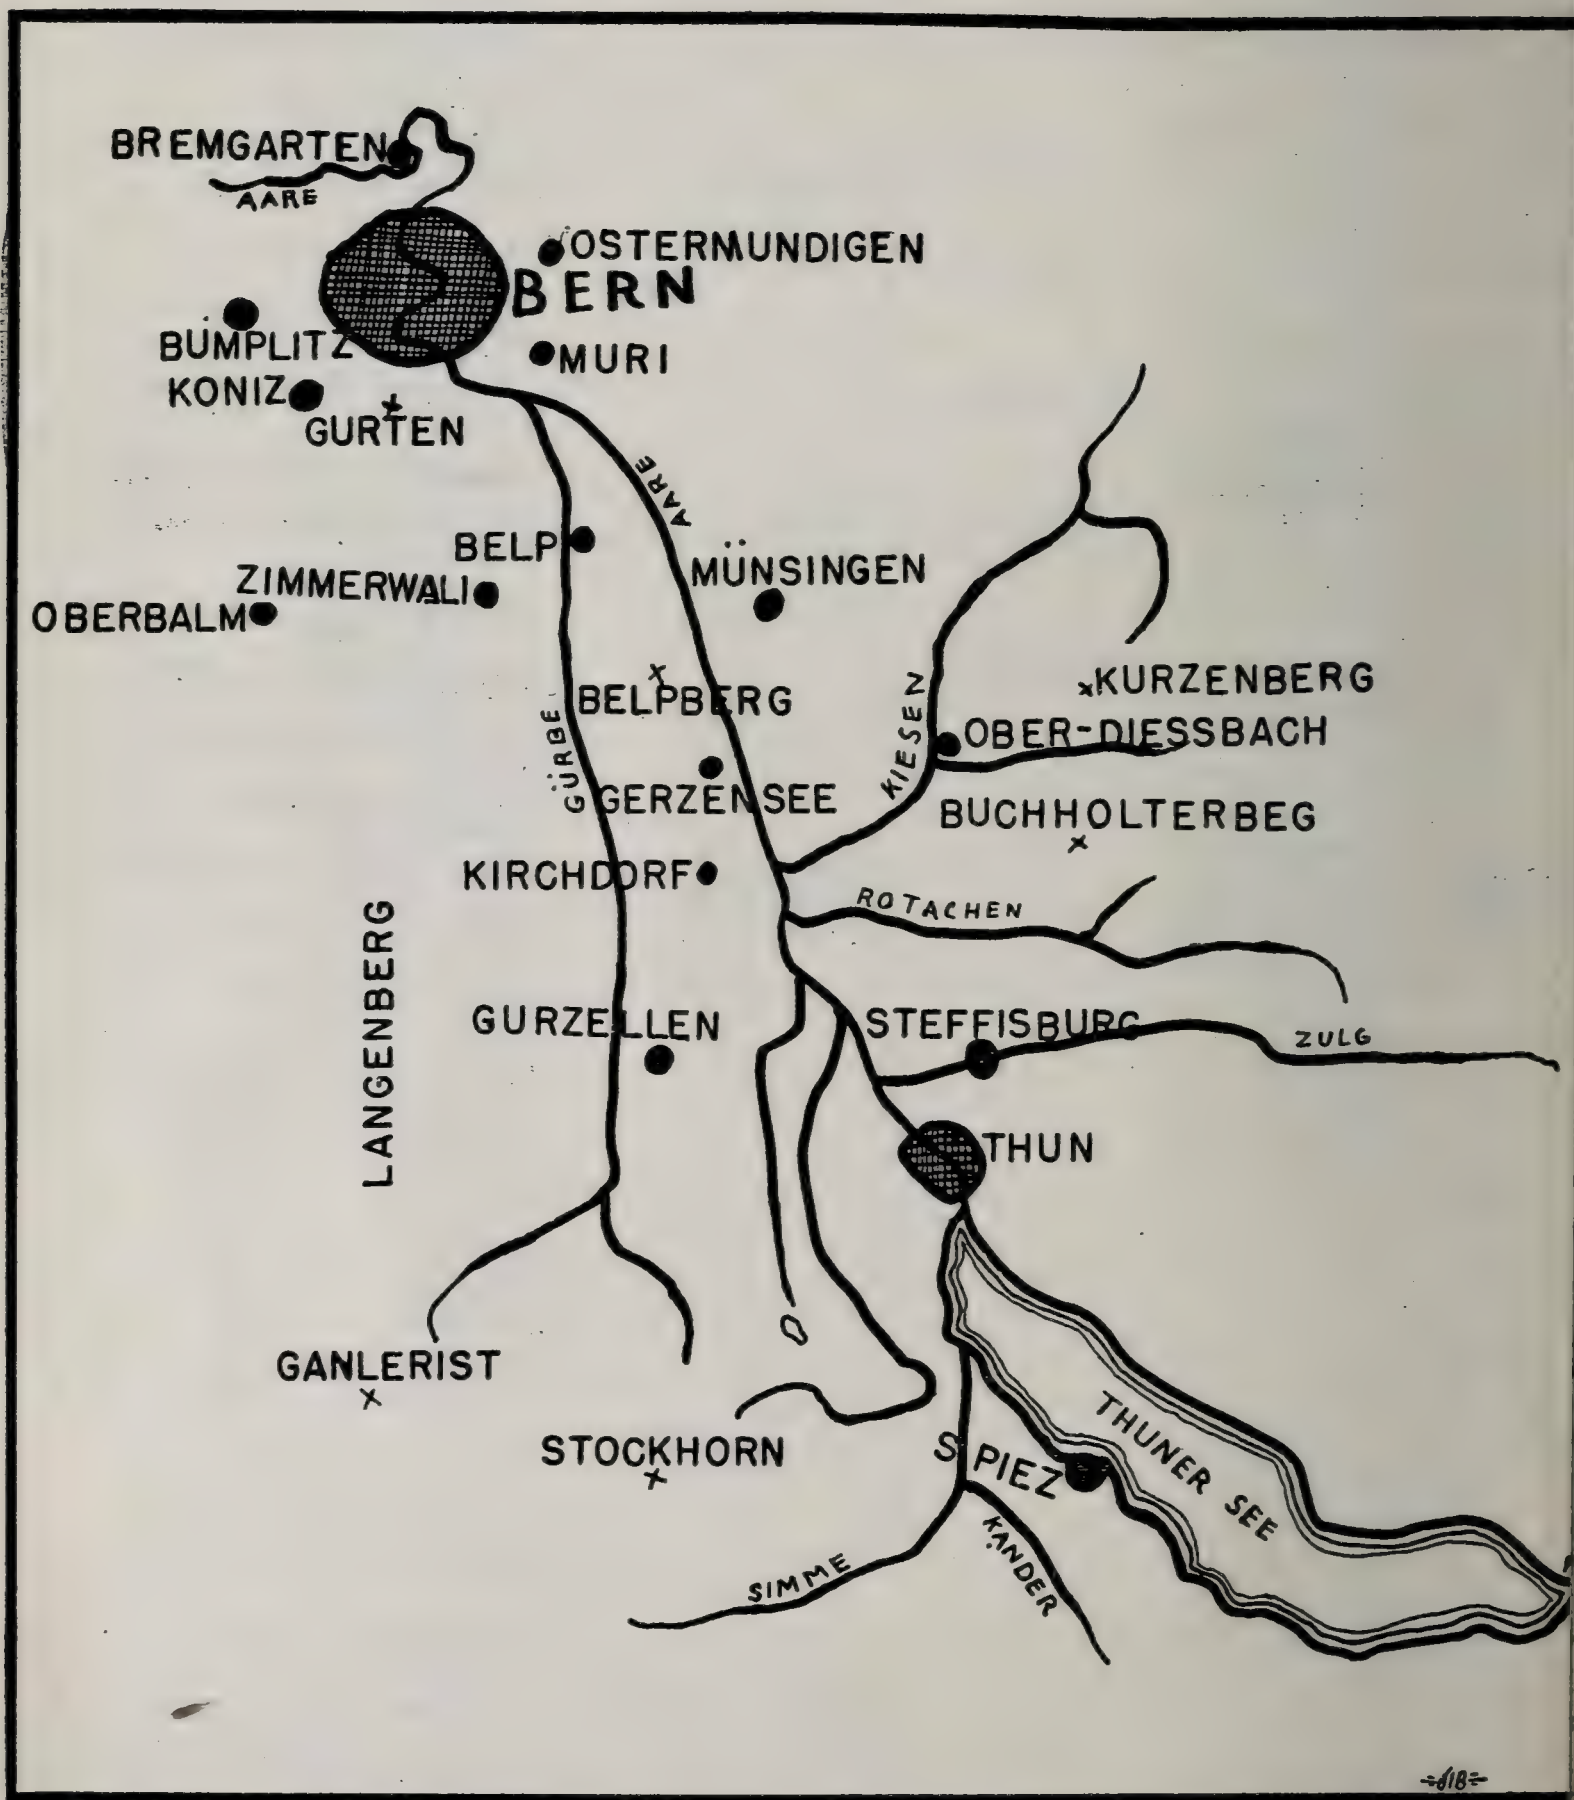 BREMGARTEN
AARE
OSTERMUNDIGEN
BERN
BÜMPLITZ
MURI
KONIZ
GURTEN
AARE
BELP
MÜNSINGEN
ZIMMERWALI
OBERBALM
KURZENBERG
BELPBERG
KIESEN
OBER-DIESSBACH
GÜRBE
GERZENSEE
BUCHHOLTERBEG
KIRCHDORF
ROTACHEN
LANGENBERG
GURZELLEN
STEFFISBURG
ZULG
THUN
GANLERIST
STOCKHORN
SPIEZ
THUNER SEE
SIMME
KANDER